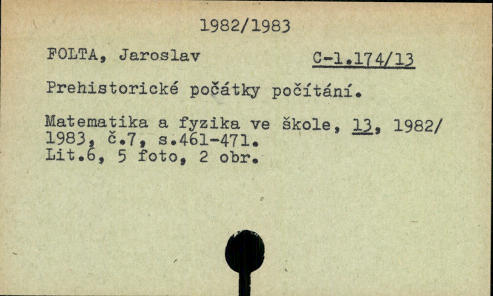 1982/1983
FOLTA, Jaroslav C-1.174/13
Prehistorické počátky počítání.
Matematika a fyzika ve škole, 13, 1982/
1983, č.7, s.461-471.
Lit.6, 5 foto, 2 obr.